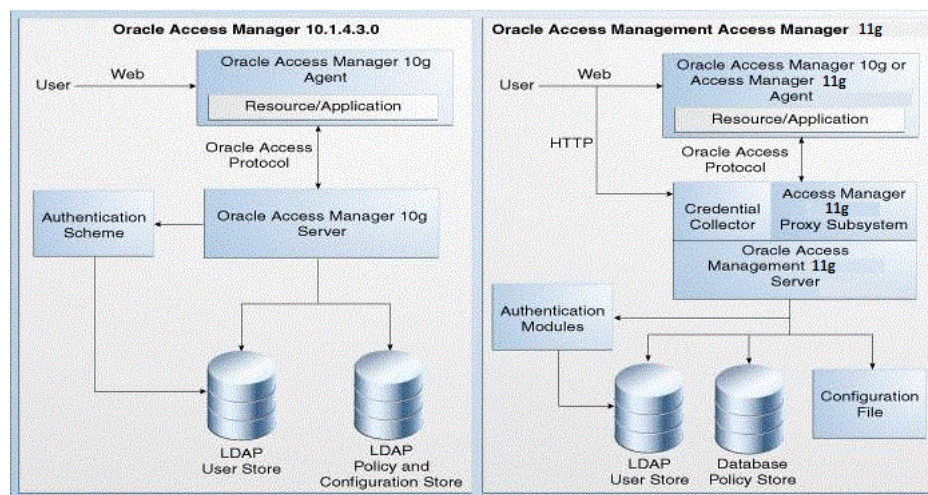 Oracle Access Manager 10.1.4.3.0
User
Web
Oracle Access Manager 10g
Agent
Resource/Application
Oracle Access
Protocol
Authentication
Scheme
Oracle Access Manager 10g
Server
LDAP
User Store
LDAP
Policy and
Configuration Store
Oracle Access Management Access Manager 11g
User
Web
HTTP
Oracle Access Manager 10g or
Access Manager 11g
Agent
Resource/Application
Oracle Access
Protocol
Credential
Collector
Access Manager
11g
Proxy Subsystem
Oracle Access
Management 11g
Server
Authentication
Modules
LDAP
User Store
Database
Policy Store
Configuration
File